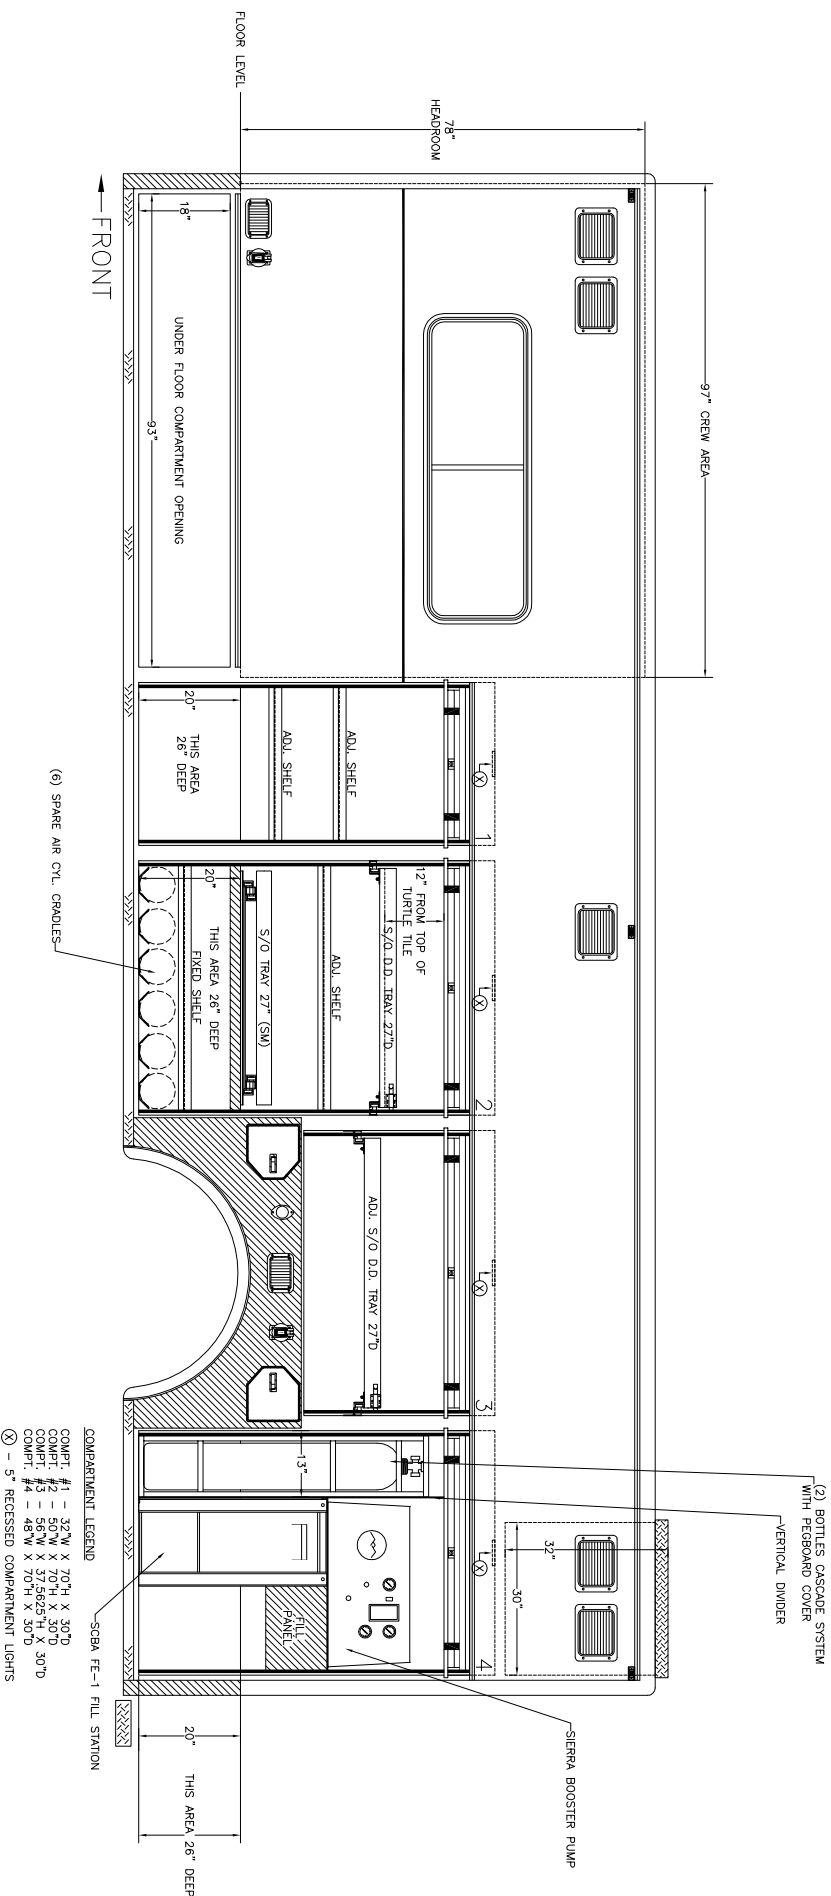 (2) BOTTLES CASCADE SYSTEM
WITH PEGBOARD COVER
VERTICAL DIVIDER
SIERRA BOOSTER PUMP
97" CREW AREA
78"
HEADROOM
FLOOR LEVEL
FRONT
18"
UNDER FLOOR COMPARTMENT OPENING
93"
X
1
ADJ. SHELF
ADJ. SHELF
20"
THIS AREA
26" DEEP
X
2
12" FROM TOP OF
TURTLE TILE
S/O D.D. TRAY 27"D
ADJ. SHELF
S/O TRAY 27" (SM)
20"
THIS AREA 26" DEEP
FIXED SHELF
(6) SPARE AIR CYL. CRADLES
X
3
ADJ. S/O D.D. TRAY 27"D
X
4
32"
30"
13"
FILL
PANEL
SCBA FE-1 FILL STATION
20"
THIS AREA 26" DEEP
COMPARTMENT LEGEND
COMPT. #1 - 32"W X 70"H X 30"D
COMPT. #2 - 50"W X 70"H X 30"D
COMPT. #3 - 56"W X 37.5625"H X 30"D
COMPT. #4 - 48"W X 70"H X 30"D
X - 5" RECESSED COMPARTMENT LIGHTS